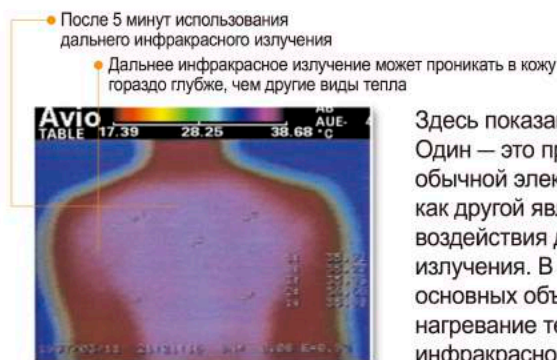 После 5 минут использования
дальнего инфракрасного излучения
Дальнее инфракрасное излучение может проникать в кожу
гораздо глубже, чем другие виды тепла
Avio
TABLE 17.39 28.25 38.68 °C
AUE-
Здесь показа
Один — это пр
обычной элек
как другой явл
воздействия д
излучения. В
основных объ
нагревание те
инфракрасно